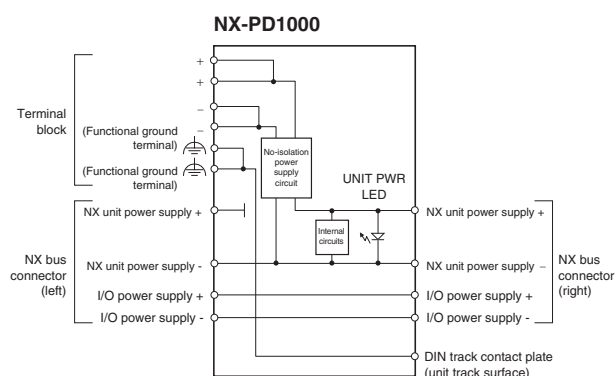 NX-PD1000
+
+
−
−
Terminal
block
(Functional ground
terminal)
(Functional ground
terminal)
No-isolation
power
supply
circuit
UNIT PWR
LED
Internal
circuits
NX bus
connector
(left)
NX unit power supply +
NX unit power supply -
I/O power supply +
I/O power supply -
NX unit power supply +
NX unit power supply −
I/O power supply +
I/O power supply -
NX bus
connector
(right)
DIN track contact plate
(unit track surface)